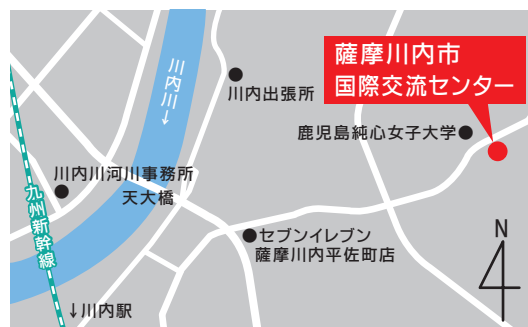 薩摩川内市
国際交流センター
川内川→
川内出張所
鹿児島純心女子大学
川内川河川事務所
天大橋
九州新幹線
セブンイレブン
薩摩川内平佐町店
N
↓川内駅